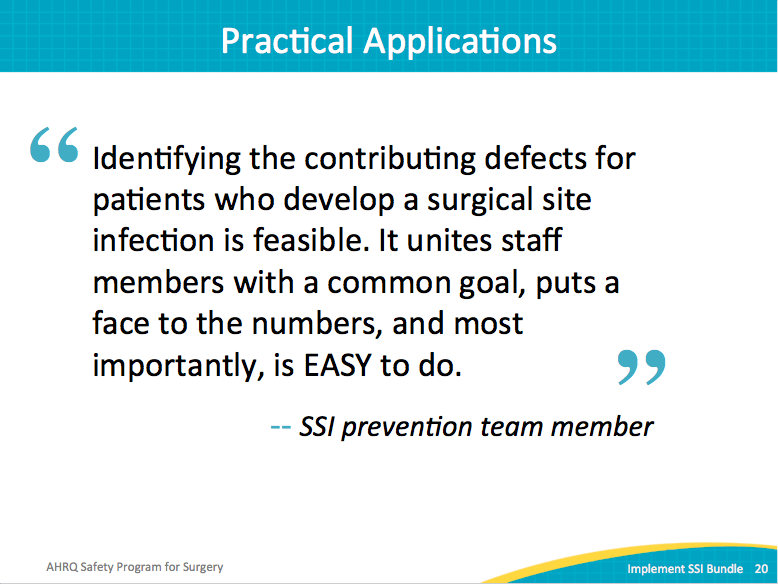 Practical Applications
“ Identifying the contributing defects for
patients who develop a surgical site
infection is feasible. It unites staff
members with a common goal, puts a
face to the numbers, and most
importantly, is EASY to do. ”
-- SSI prevention team member
AHRQ Safety Program for Surgery
Implement SSI Bundle 20